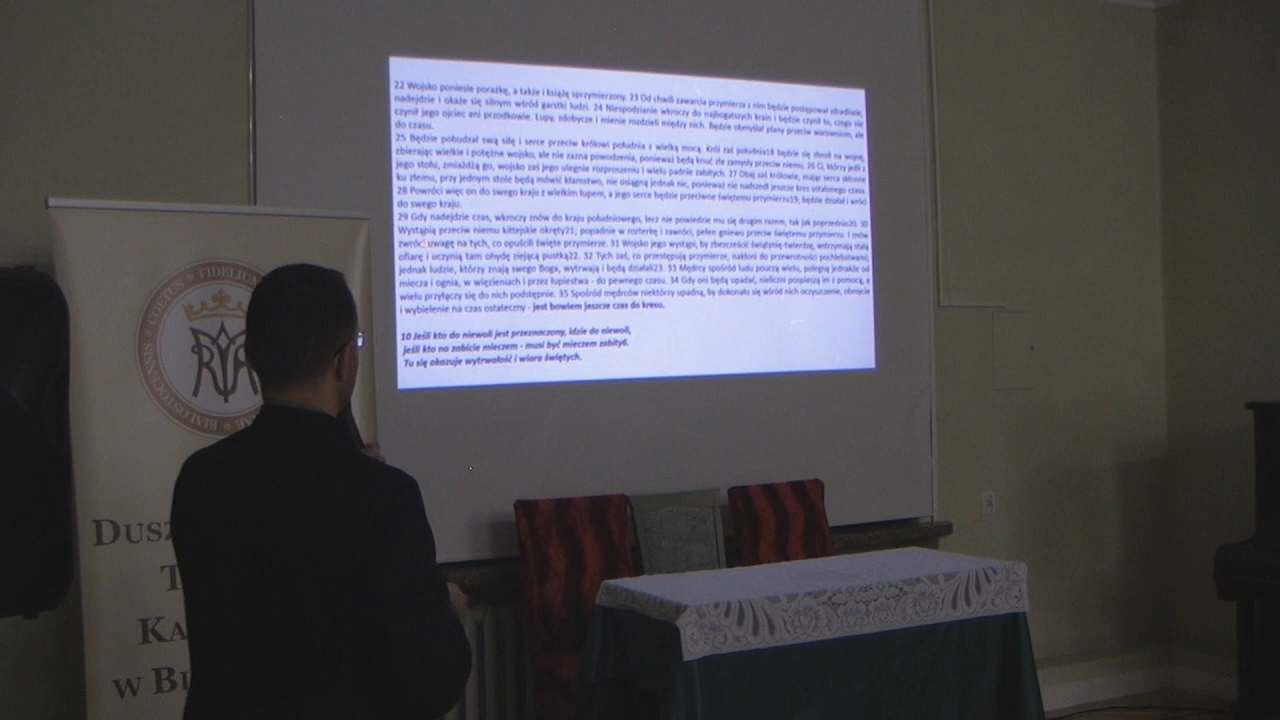 22 Wojsko poniesie porażkę, a także i książę sprzymierzony. 23 Od chwili zawarcia przymierza z nim będzie postępował zdradliwie,
nadejdzie i okaże się silnym wśród garstki ludzi. 24 Niespodzianie wkroczy do najbogatszych krain i będzie czynił to, czego nie
czynił jego ojciec ani przodkowie. Łupy, zdobycze i mienie rozdzieli między nich. Będzie obmyślał plany przeciw warowniom, ale
do czasu.
25 Będzie pobudzał swą siłę i serce przeciw królowi południa z wielką mocą. Król zaś południa18 będzie się zbroił na wojnę,
zbierając wielkie i potężne wojsko, ale nie zazna powodzenia, ponieważ będą knuć złe zamysły przeciw niemu. 26 Ci, którzy jedli z
jego stołu, zmiażdżą go, wojsko zaś jego ulegnie rozproszeniu i wielu padnie zabitych. 27 Obaj zaś królowie, mając serca skłonne
ku złemu, przy jednym stole będą mówić kłamstwo, nie osiągną jednak nic, ponieważ nie nadszedł jeszcze kres ustalonego czasu.
28 Powróci więc on do swego kraju z wielkim łupem, a jego serce będzie przeciwne świętemu przymierzu19; będzie działał i wróci
do swego kraju.
29 Gdy nadejdzie czas, wkroczy znów do kraju południowego, lecz nie powiedzie mu się drugim razem, tak jak poprzednio20. 30
Wystąpią przeciw niemu kittejskie okręty21; popadnie w rozterkę i zawróci, pełen gniewu przeciw świętemu przymierzu. I znów
zwróci uwagę na tych, co opuścili święte przymierze. 31 Wojsko jego wystąpi, by zbezcześcić świątynię-twierdzę, wstrzymają stałą
ofiarę i uczynią tam ohydę ziejącą pustką22. 32 Tych zaś, co przestępują przymierze, nakłoni do przewrotności pochlebstwami;
jednak ludzie, którzy znają swego Boga, wytrwają i będą działali23. 33 Mędrcy spośród ludu pouczą wielu, polegną jednakże od
miecza i ognia, w więzieniach i przez łupiestwa - do pewnego czasu. 34 Gdy oni będą upadać, nieliczni pospieszą im z pomocą, a
wielu przyłączy się do nich podstępnie. 35 Spośród mędrców niektórzy upadną, by dokonało się wśród nich oczyszczenie, obmycie
i wybielenie na czas ostateczny - jest bowiem jeszcze czas do kresu.
10 Jeśli kto do niewoli jest przeznaczony, idzie do niewoli,
jeśli kto na zabicie mieczem - musi być mieczem zabity6.
Tu się okazuje wytrwałość i wiara świętych.
COETUS FIDELIUM
BIALOSTOCIENSIS
DUSZ
T
KA
W BI